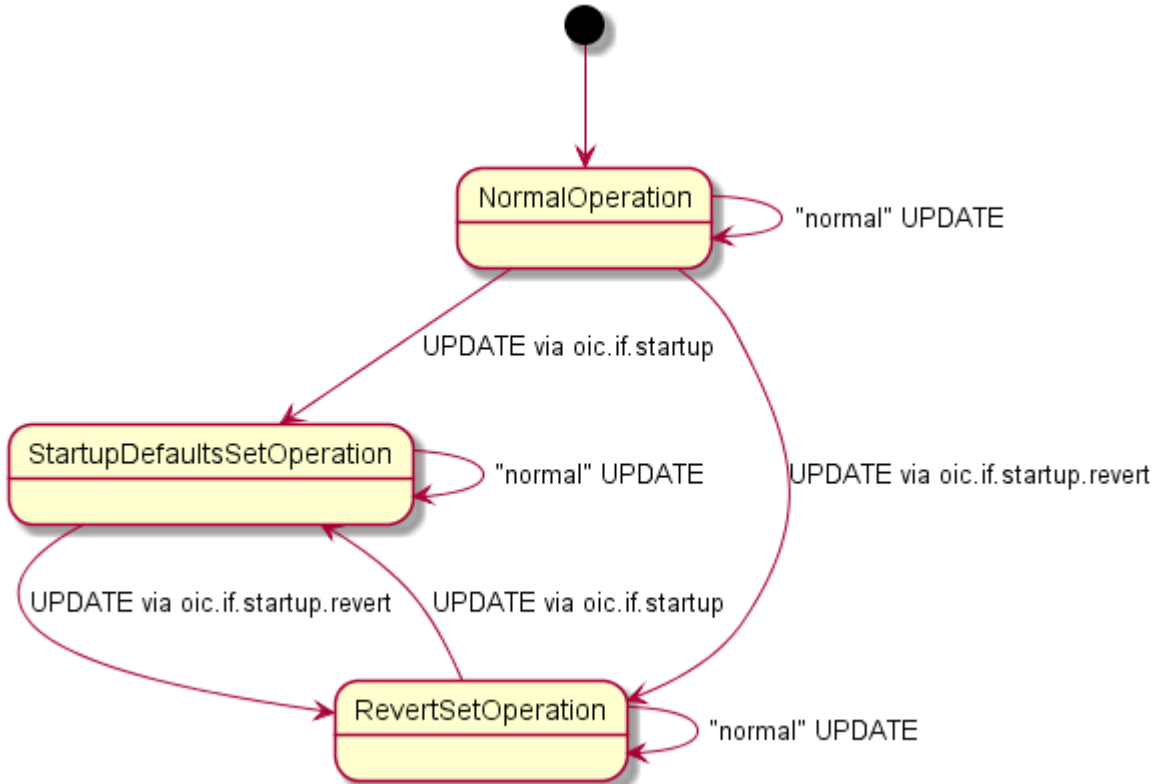 NormalOperation
"normal" UPDATE
UPDATE via oic.if.startup
StartupDefaultsSetOperation
"normal" UPDATE
UPDATE via oic.if.startup.revert
UPDATE via oic.if.startup.revert
UPDATE via oic.if.startup
RevertSetOperation
"normal" UPDATE